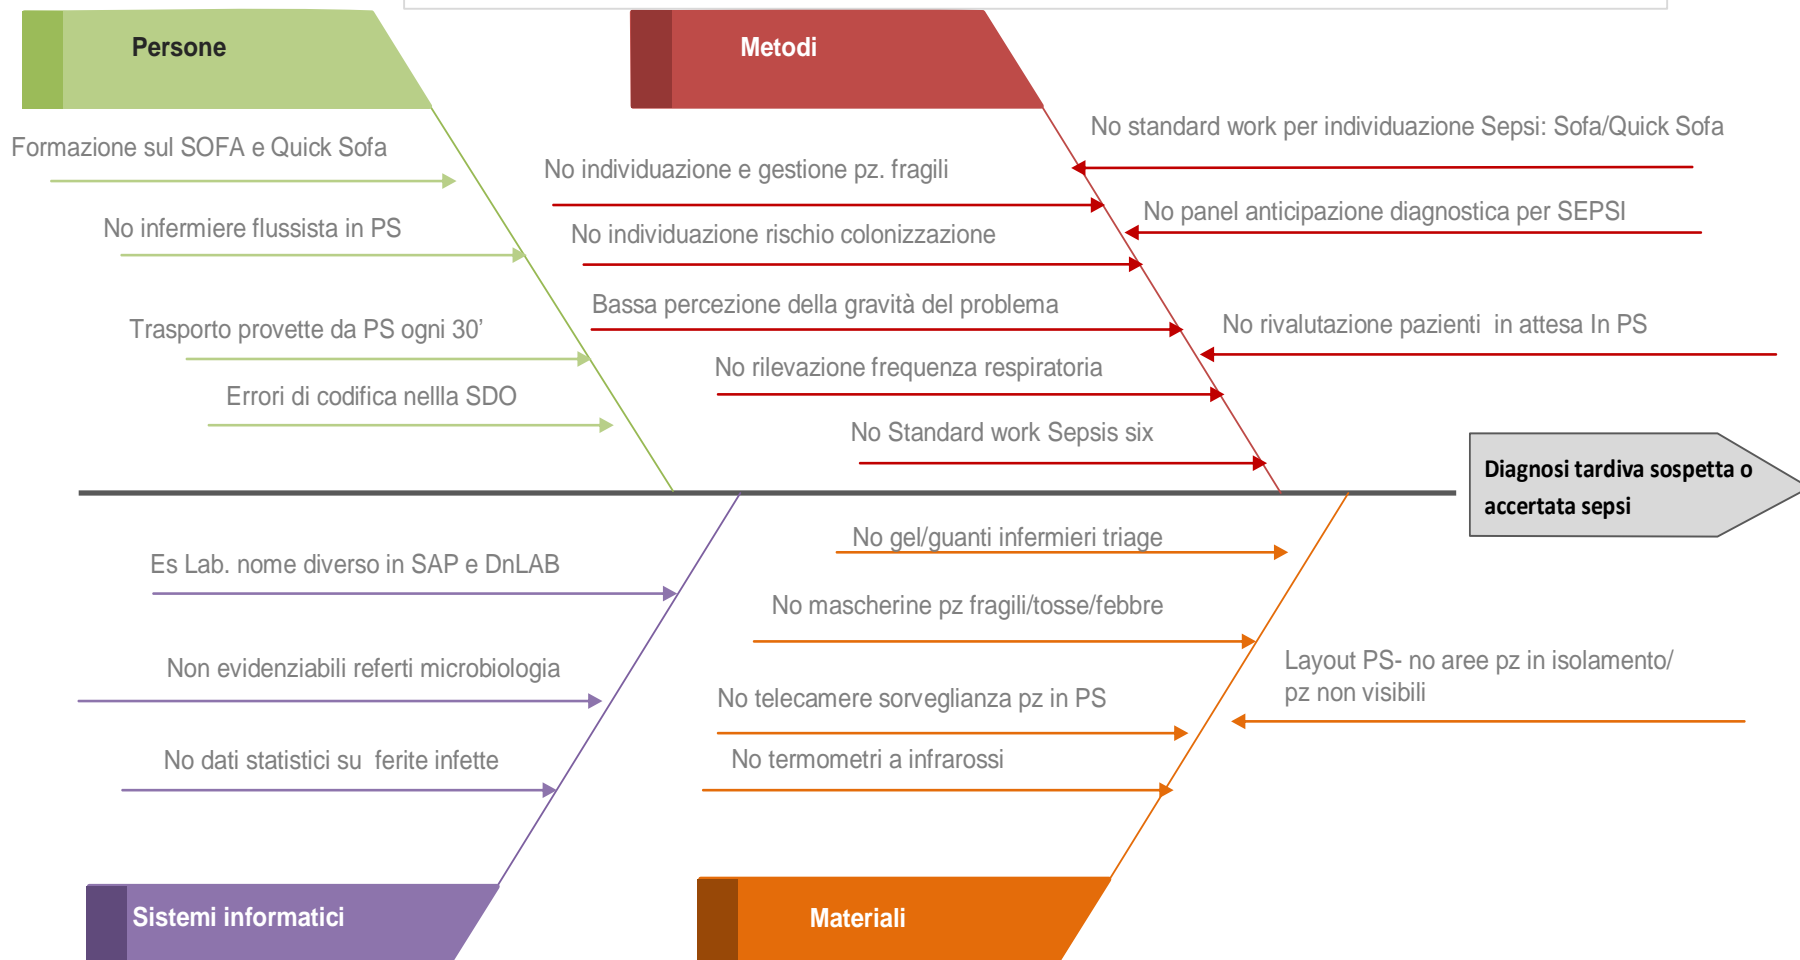 Persone
Formazione sul SOFA e Quick Sofa
No infermiere flussista in PS
Trasporto provette da PS ogni 30’
Errori di codifica nellla SDO
Metodi
No individuazione e gestione pz. fragili
No individuazione rischio colonizzazione
Bassa percezione della gravità del problema
No rilevazione frequenza respiratoria
No Standard work Sepsis six
No standard work per individuazione Sepsi: Sofa/Quick Sofa
No panel anticipazione diagnostica per SEPSI
No rivalutazione pazienti in attesa In PS
Diagnosi tardiva sospetta o
accertata sepsi
Es Lab. nome diverso in SAP e DnLAB
Non evidenziabili referti microbiologia
No dati statistici su ferite infette
Sistemi informatici
No gel/guanti infermieri triage
No mascherine pz fragili/tosse/febbre
No telecamere sorveglianza pz in PS
No termometri a infrarossi
Layout PS- no aree pz in isolamento/
pz non visibili
Materiali